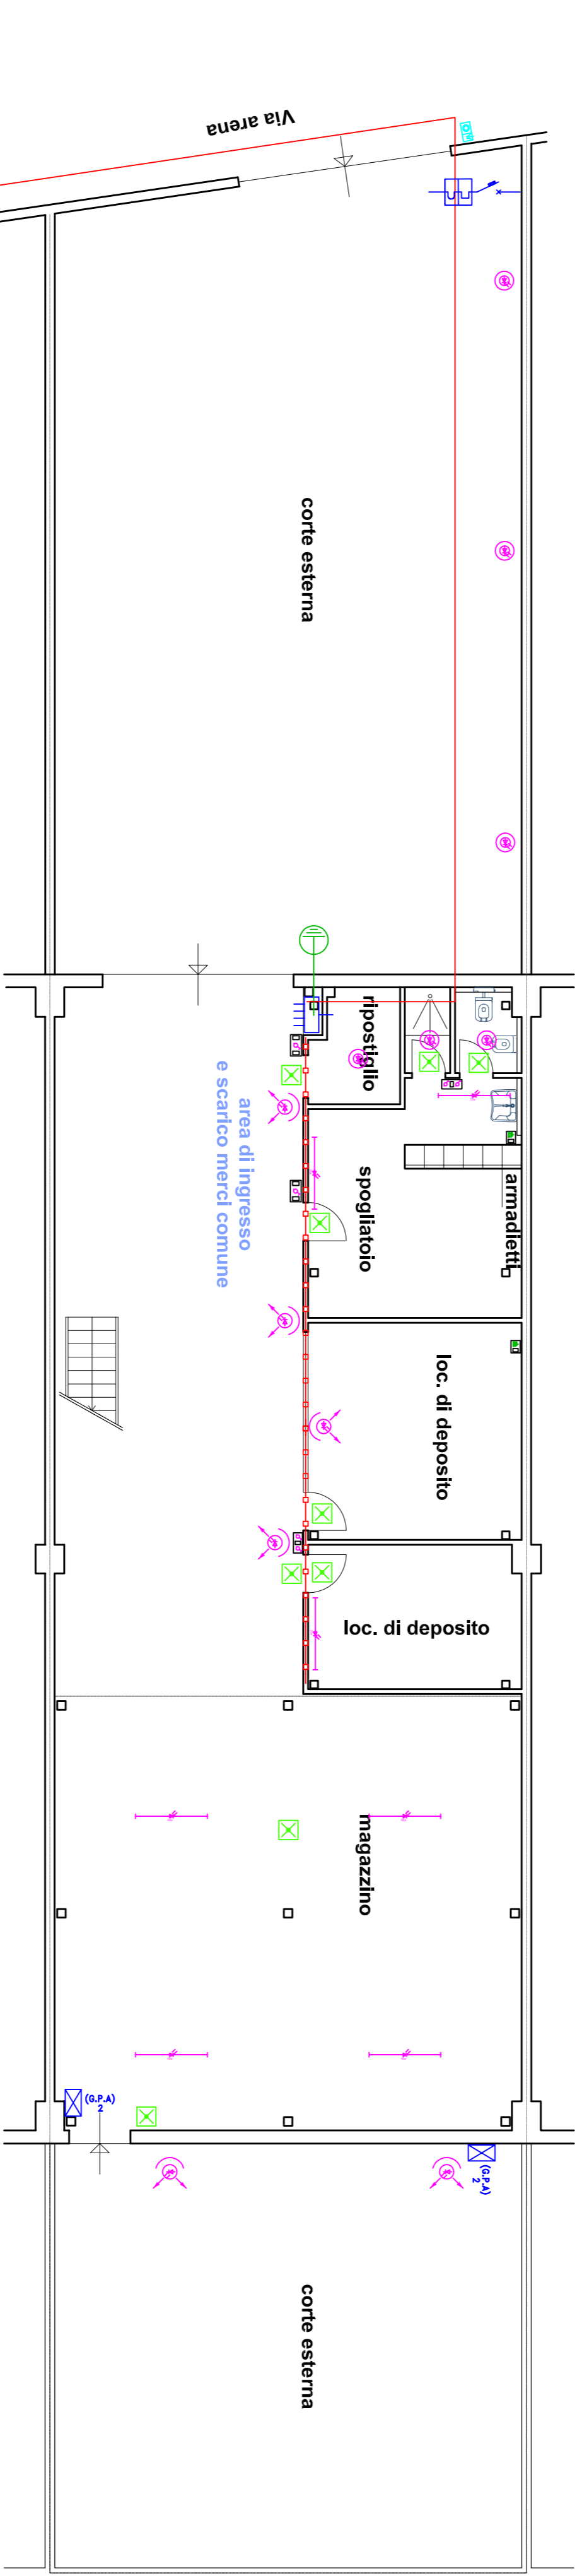 Via arena
corte esterna
ripostiglio
area di ingresso
e scarico merci comune
spogliatoio
armadietti
loc. di deposito
loc. di deposito
magazzino
(G.P.A)
2
(G.P.A)
2
corte esterna